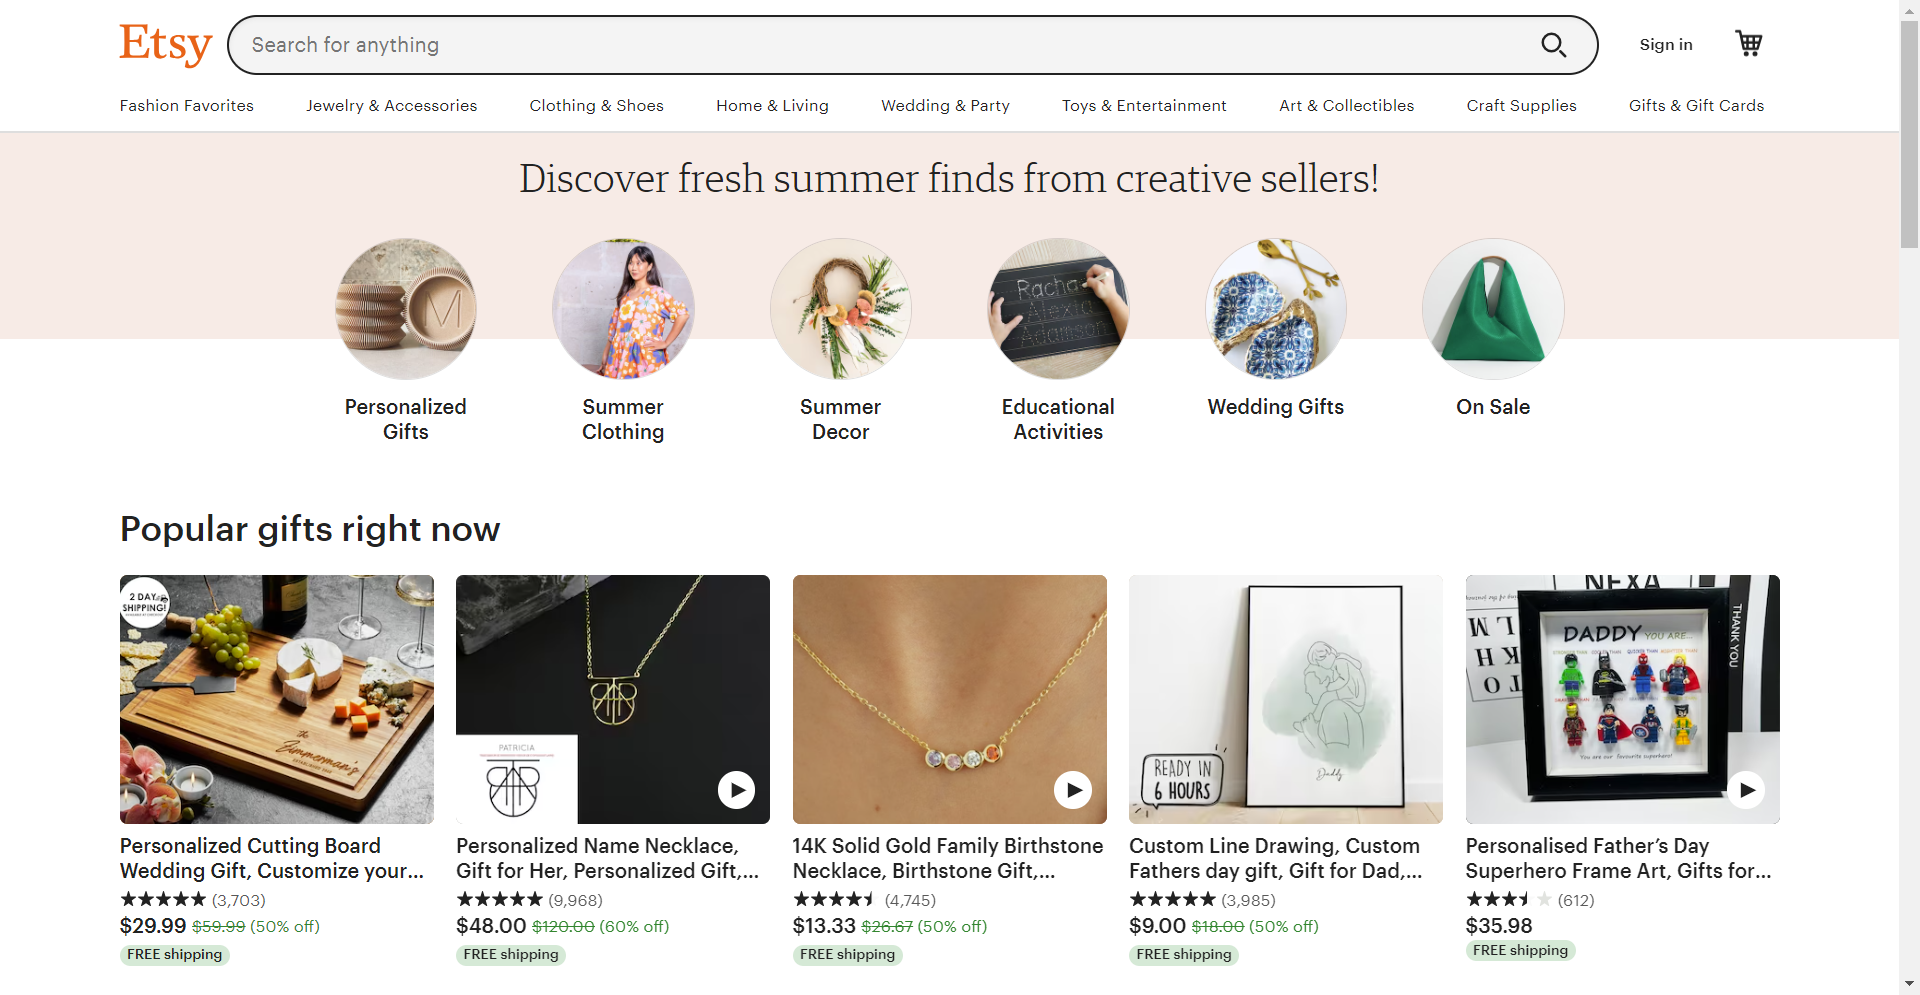 Etsy
Search for anything
Sign in
Fashion Favorites
Jewelry & Accessories
Clothing & Shoes
Home & Living
Wedding & Party
Toys & Entertainment
Art & Collectibles
Craft Supplies
Gifts & Gift Cards
Discover fresh summer finds from creative sellers!
M
Racha
Alexia
Adamson
Personalized
Gifts
Summer
Clothing
Summer
Decor
Educational
Activities
Wedding Gifts
On Sale
Popular gifts right now
2 DAY
SHIPPING!
the
Zimmerman's
Personalized Cutting Board
Wedding Gift, Customize your...
(3,703)
$29.99 $59.99 (50% off)
FREE shipping
PATRICIA
Personalized Name Necklace,
Gift for Her, Personalized Gift,...
(9,968)
$48.00 $120.00 (60% off)
FREE shipping
14K Solid Gold Family Birthstone
Necklace, Birthstone Gift,...
(4,745)
$13.33 $26.67 (50% off)
FREE shipping
Daddy
READY IN
6 HOURS
Custom Line Drawing, Custom
Fathers day gift, Gift for Dad,...
(3,985)
$9.00 $18.00 (50% off)
FREE shipping
NEXA
THANK YOU
DADDY YOU ARE...
You are our favourite superhero!
Personalised Father’s Day
Superhero Frame Art, Gifts for...
(612)
$35.98
FREE shipping